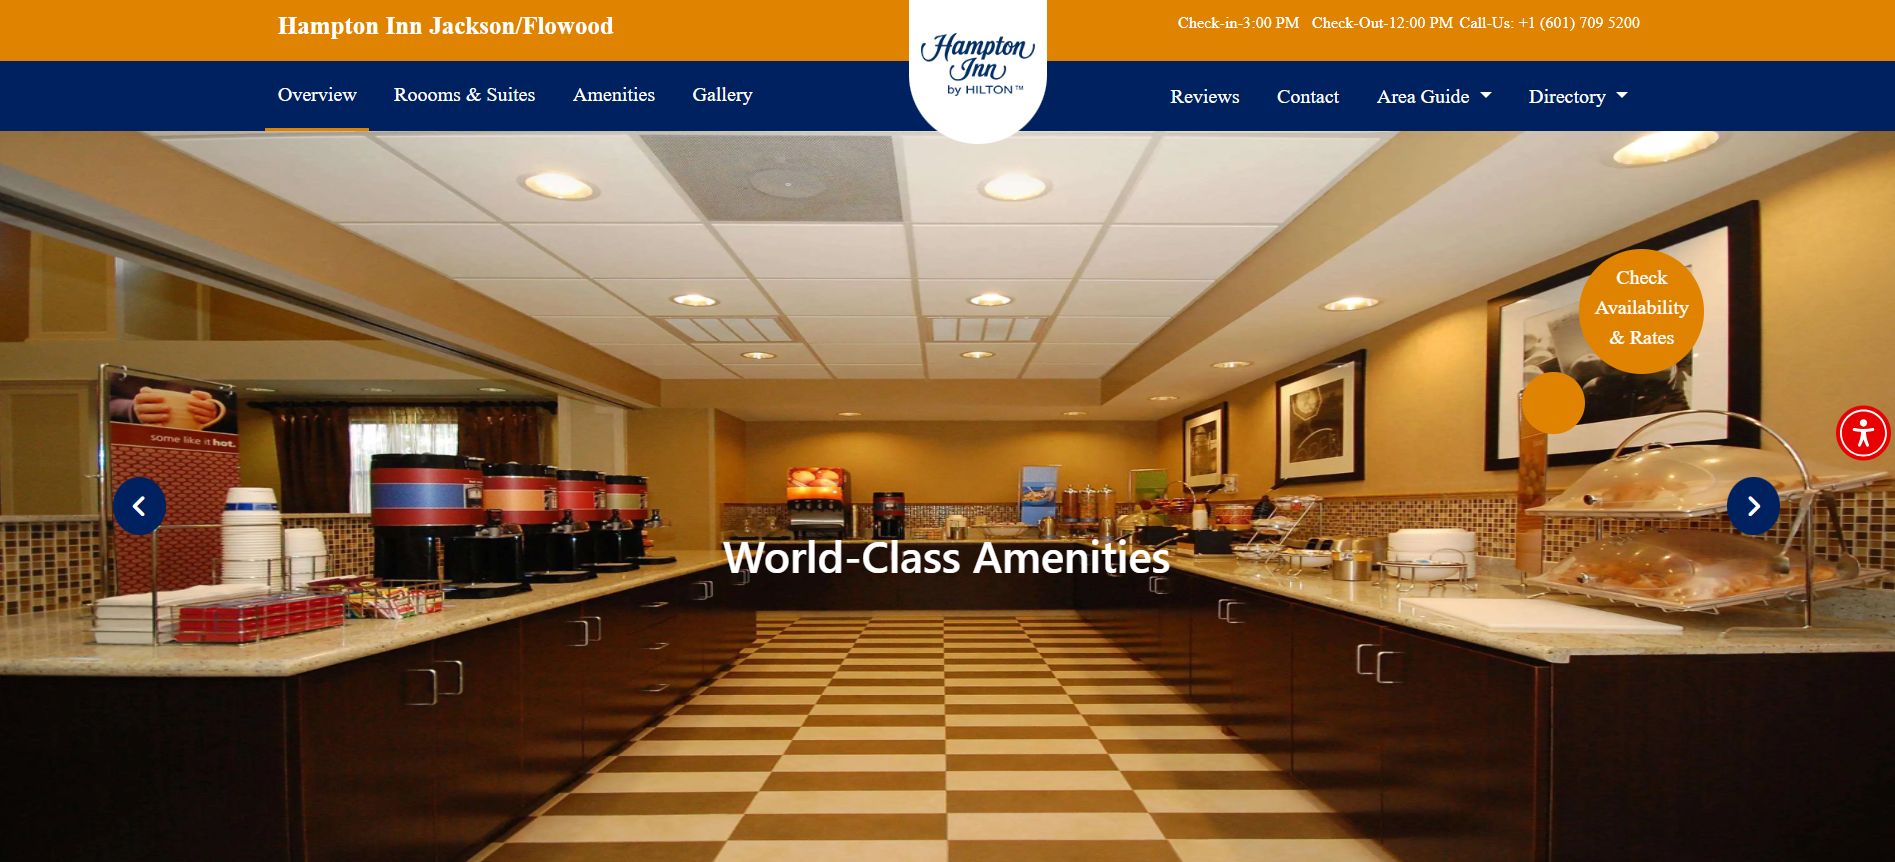 Hampton Inn Jackson/Flowood
Check-in-3:00 PM Check-Out-12:00 PM Call-Us: +1 (601) 709 5200
Hampton
Inn
by HILTON™
Overview Roooms & Suites Amenities Gallery
Reviews Contact Area Guide Directory
Check
Availability
& Rates
some like it hot.
World-Class Amenities